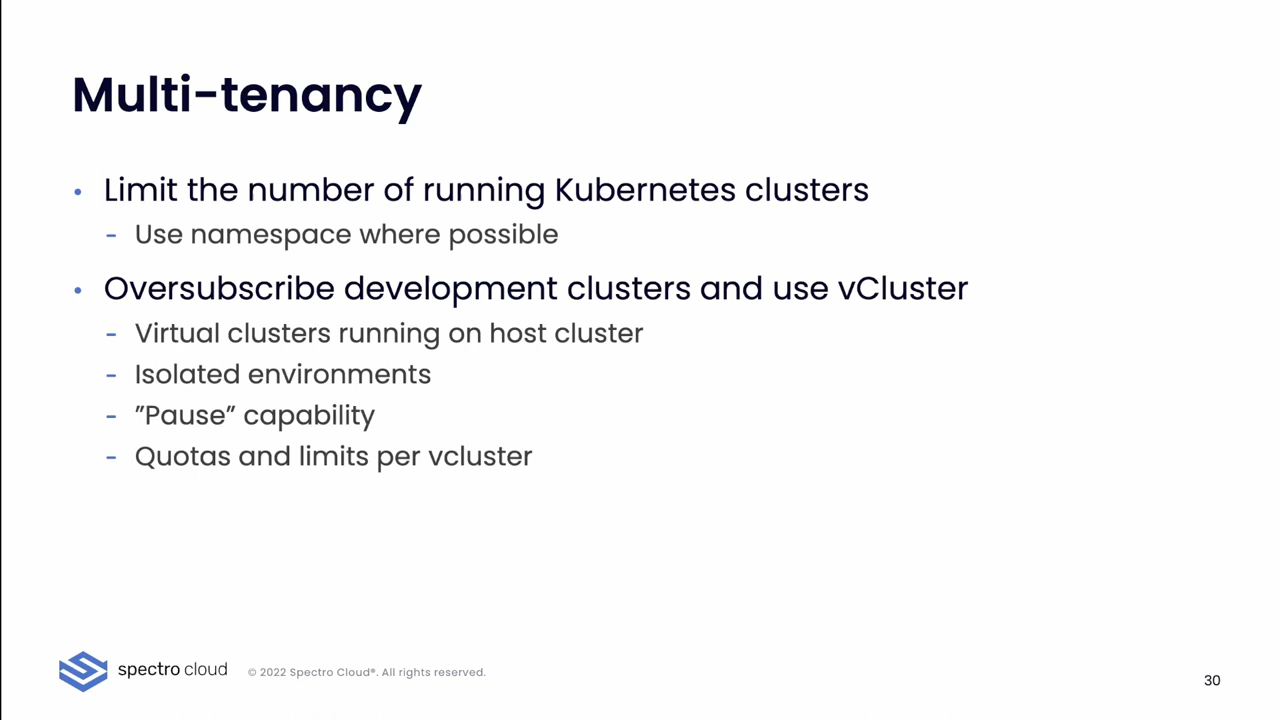 Multi-tenancy
• Limit the number of running Kubernetes clusters
- Use namespace where possible
• Oversubscribe development clusters and use vCluster
- Virtual clusters running on host cluster
- Isolated environments
- ”Pause” capability
- Quotas and limits per vcluster
spectro cloud
© 2022 Spectro Cloud®. All rights reserved.
30